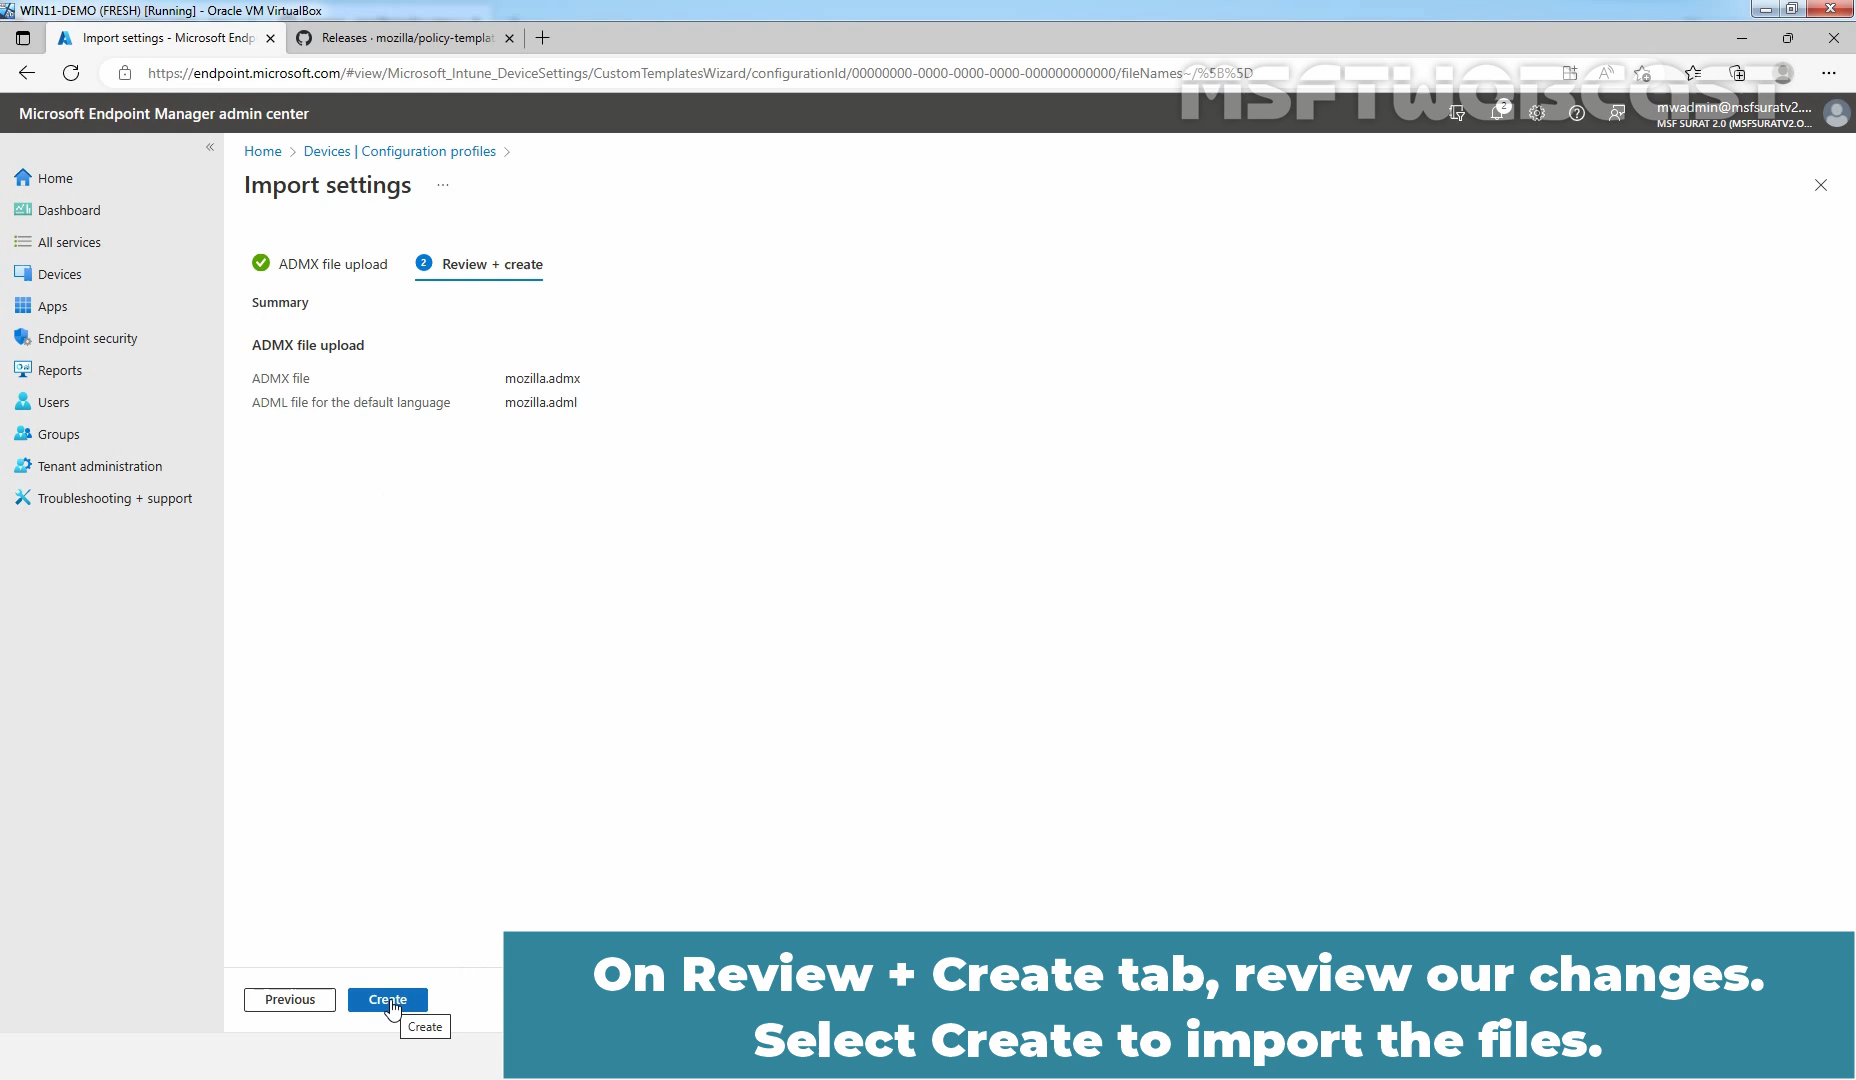 WIN11-DEMO (FRESH) [Running] - Oracle VM VirtualBox
Import settings - Microsoft Endp
Releases · mozilla/policy-templat
https://endpoint.microsoft.com/#view/Microsoft_Intune_DeviceSettings/CustomTemplatesWizard/configurationId/00000000-0000-0000-0000-000000000000/fileNames~/%5B%5D
MSFTWEBCAST
Microsoft Endpoint Manager admin center
2
mwadmin@msfsuratv2....
MSF SURAT 2.0 (MSFSURATV2.O...
Home > Devices | Configuration profiles >
Import settings ...
Home
Dashboard
All services
Devices
Apps
Endpoint security
Reports
Users
Groups
Tenant administration
Troubleshooting + support
ADMX file upload
2 Review + create
Summary
ADMX file upload
ADMX file mozilla.admx
ADML file for the default language mozilla.adml
Previous
Create
Create
On Review + Create tab, review our changes.
Select Create to import the files.